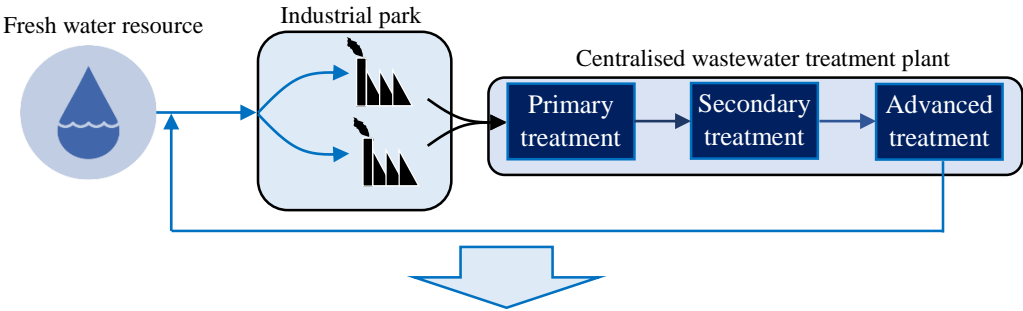 Fresh water resource
Industrial park
Centralised wastewater treatment plant
Primary
treatment
Secondary
treatment
Advanced
treatment